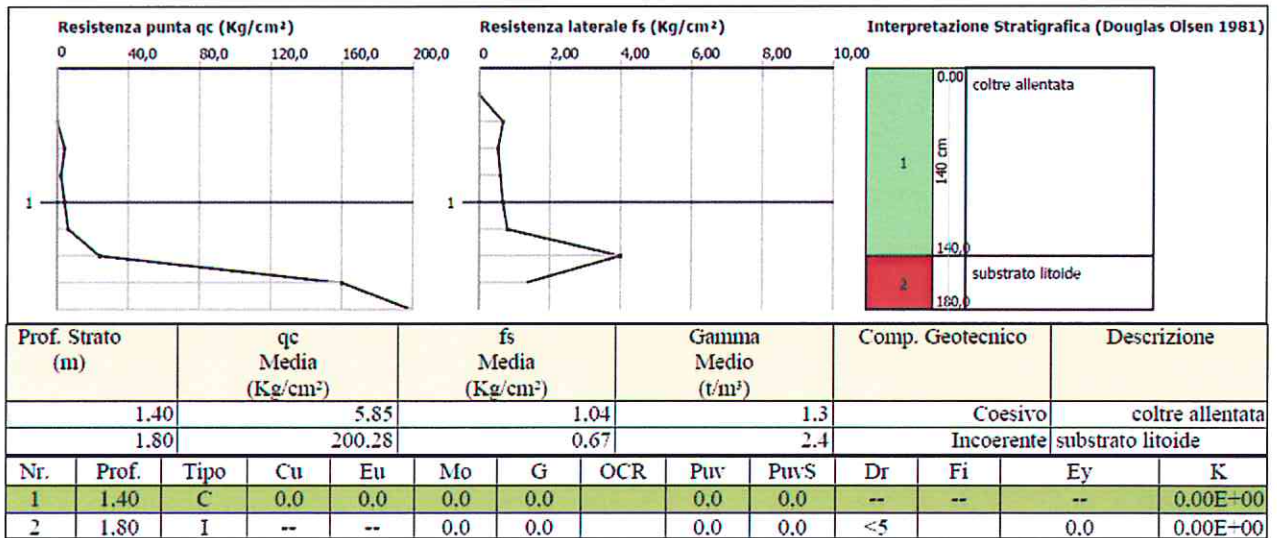 Resistenza punta qc (Kg/cm²)
Resistenza laterale fs (Kg/cm²)
Interpretazione Stratigrafica (Douglas Olsen 1981)
0 40,0 80,0 120,0 160,0 200,0
0 2,00 4,00 6,00 8,00 10,00
0.00
coltre allentata
1
140 cm
1
1
140,0
substrato litoide
2
180,0
Prof. Strato (m) qc Media (Kg/cm²) fs Media (Kg/cm²) Gamma Medio (t/m³) Comp. Geotecnico Descrizione
1.40 5.85 1.04 1.3 Coesivo coltre allentata
1.80 200.28 0.67 2.4 Incoerente substrato litoide
Nr. Prof. Tipo Cu Eu Mo G OCR Puv PuvS Dr Fi Ey K
1 1.40 C 0.0 0.0 0.0 0.0 0.0 0.0 -- -- -- 0.00E+00
2 1.80 I -- -- 0.0 0.0 0.0 0.0 <5 0.0 0.00E+00